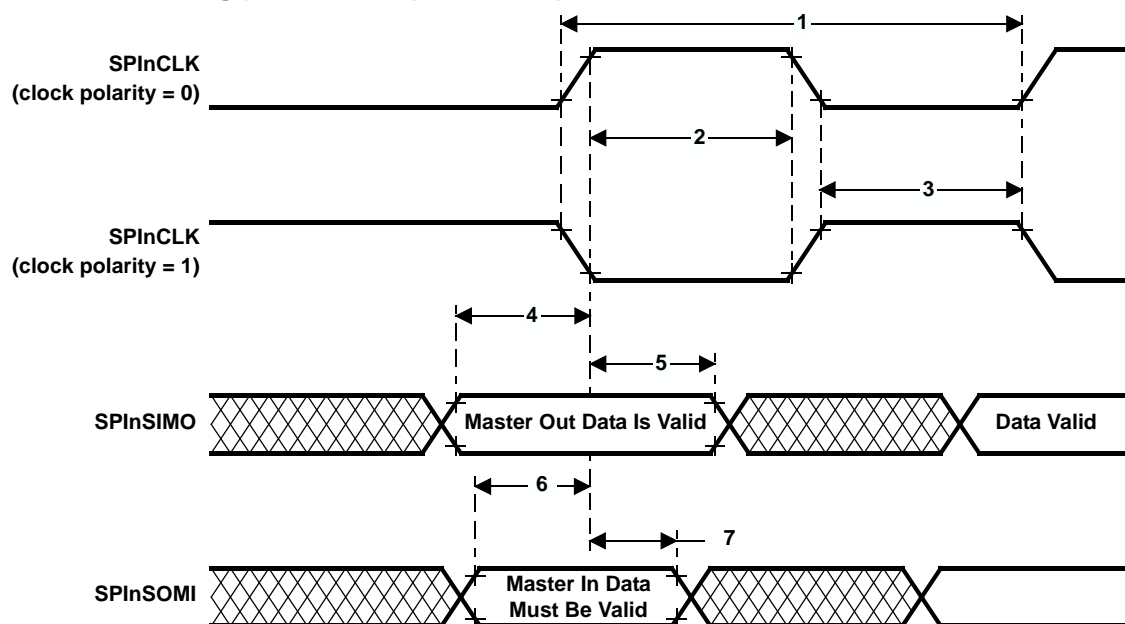 1
SPInCLK
(clock polarity = 0)
2
3
SPInCLK
(clock polarity = 1)
4
5
SPInSIMO
Master Out Data Is Valid
Data Valid
6
7
SPInSOMI
Master In Data
Must Be Valid